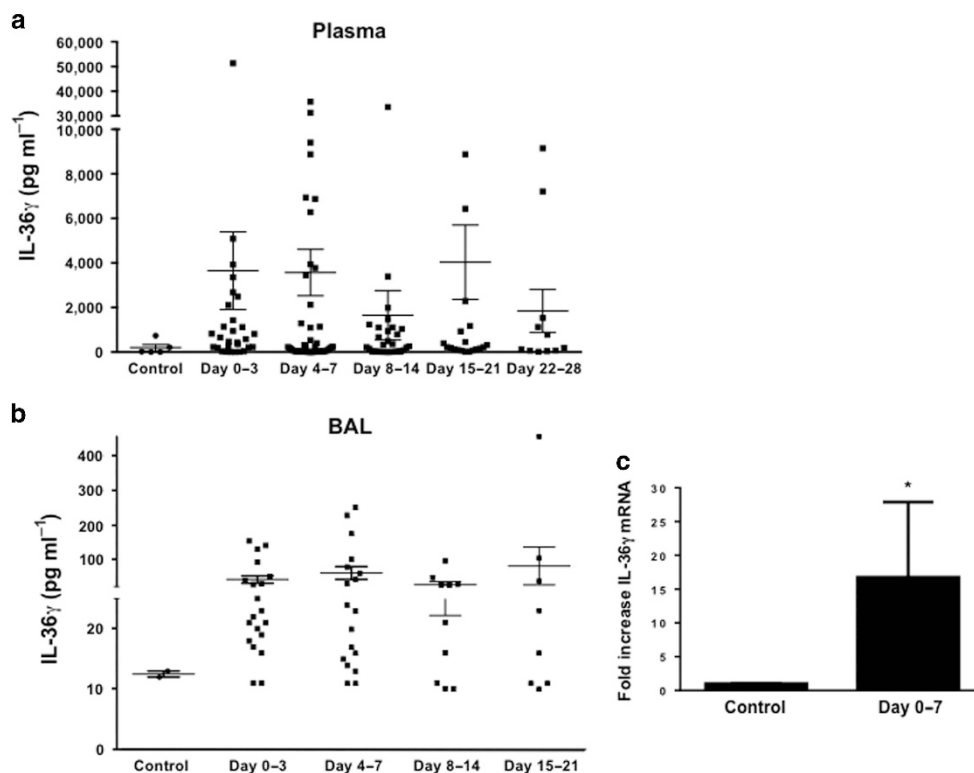 a
Plasma
60,000
50,000
40,000
30,000
10,000
8,000
6,000
4,000
2,000
0
IL-36γ (pg ml⁻¹)
Control Day 0–3 Day 4–7 Day 8–14 Day 15–21 Day 22–28
b
BAL
400
300
200
100
20
10
0
IL-36γ (pg ml⁻¹)
Control Day 0–3 Day 4–7 Day 8–14 Day 15–21
c
Fold increase IL-36γ mRNA
30
25
20
15
10
5
0
*
Control Day 0–7